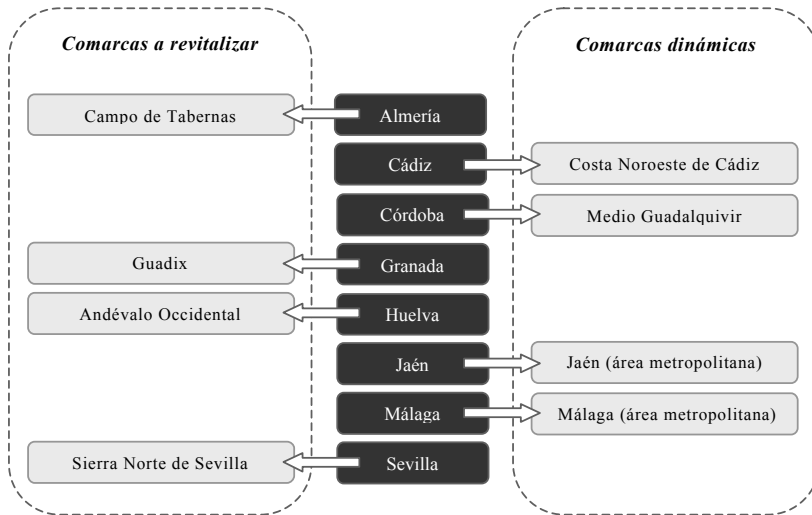 Comarcas a revitalizar
Comarcas dinámicas
Campo de Tabernas
Almería
Cádiz
Costa Noroeste de Cádiz
Córdoba
Medio Guadalquivir
Guadix
Granada
Andévalo Occidental
Huelva
Jaén
Jaén (área metropolitana)
Málaga
Málaga (área metropolitana)
Sierra Norte de Sevilla
Sevilla